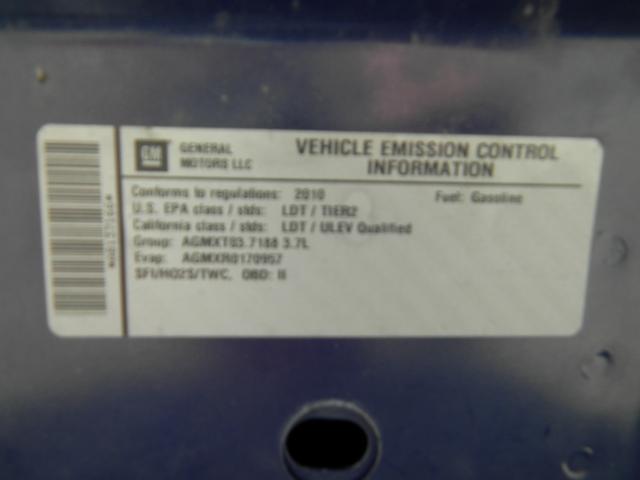 GM GENERAL MOTORS LLC
VEHICLE EMISSION CONTROL INFORMATION
Conforms to regulations: 2010 Fuel: Gasoline
U.S. EPA class / stds: LDT / TIER2
California class / stds: LDT / ULEV Qualified
Group: AGMXT03.7188 3.7L
Evap: AGMXR0170957
SFI/HO2S/TWC, OBD: II